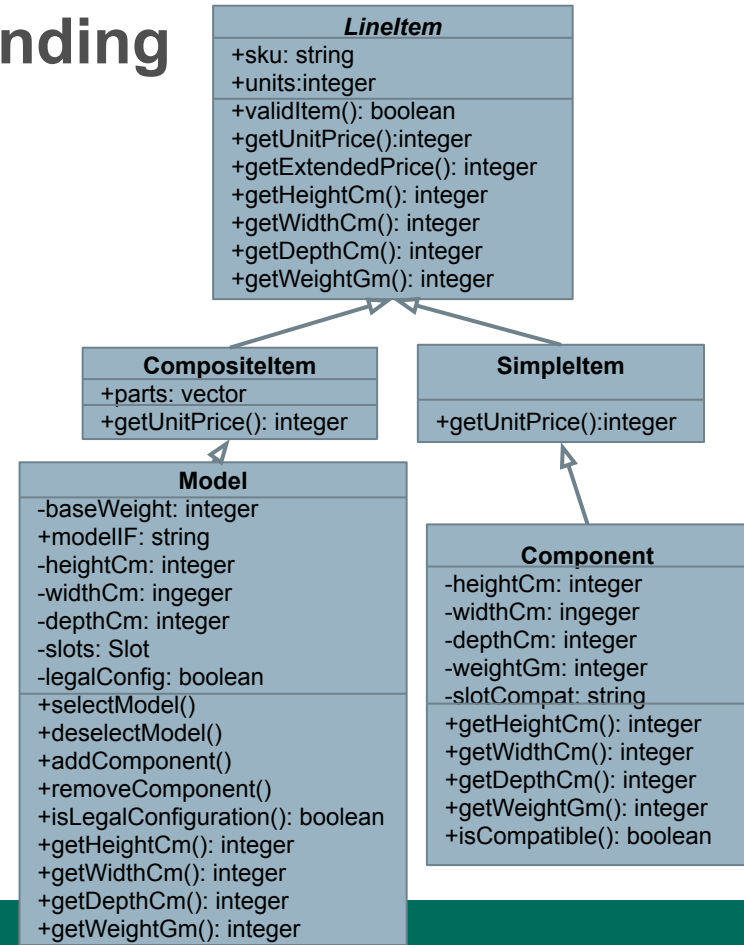 nding
LineItem
+sku: string
+units:integer
+validItem(): boolean
+getUnitPrice():integer
+getExtendedPrice(): integer
+getHeightCm(): integer
+getWidthCm(): integer
+getDepthCm(): integer
+getWeightGm(): integer
CompositeItem
+parts: vector
+getUnitPrice(): integer
SimpleItem
+getUnitPrice():integer
Model
-baseWeight: integer
+modelIF: string
-heightCm: integer
-widthCm: ingeger
-depthCm: integer
-slots: Slot
-legalConfig: boolean
+selectModel()
+deselectModel()
+addComponent()
+removeComponent()
+isLegalConfiguration(): boolean
+getHeightCm(): integer
+getWidthCm(): integer
+getDepthCm(): integer
+getWeightGm(): integer
Component
-heightCm: integer
-widthCm: ingeger
-depthCm: integer
-weightGm: integer
-slotCompat: string
+getHeightCm(): integer
+getWidthCm(): integer
+getDepthCm(): integer
+getWeightGm(): integer
+isCompatible(): boolean